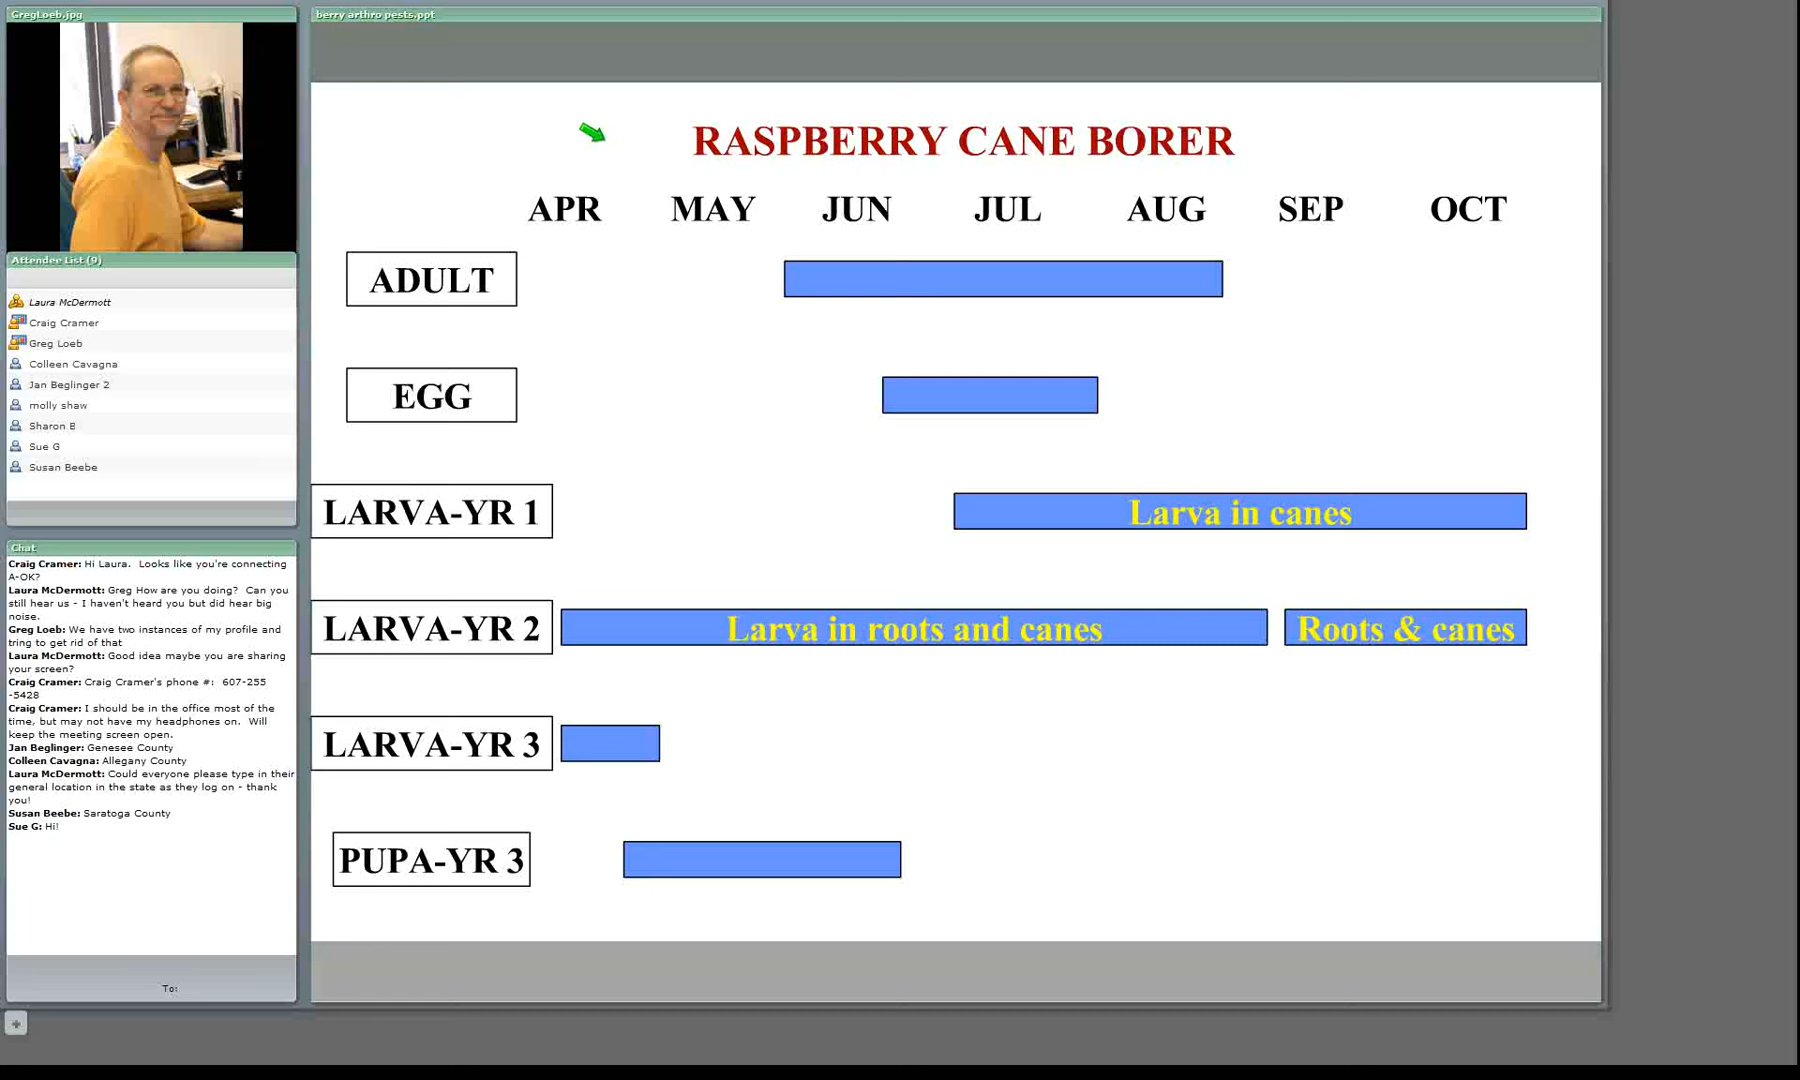 GregLoeb.jpg
Attendee List (9)
Laura McDermott
Craig Cramer
Greg Loeb
Colleen Cavagna
Jan Beglinger 2
molly shaw
Sharon B
Sue G
Susan Beebe
Chat
Craig Cramer: Hi Laura.  Looks like you're connecting
A-OK?
Laura McDermott: Greg How are you doing?  Can you
still hear us - I haven't heard you but did hear big
noise.
Greg Loeb: We have two instances of my profile and
tring to get rid of that
Laura McDermott: Good idea maybe you are sharing
your screen?
Craig Cramer: Craig Cramer's phone #:  607-255
-5428
Craig Cramer: I should be in the office most of the
time, but may not have my headphones on.  Will
keep the meeting screen open.
Jan Beglinger: Genesee County
Colleen Cavagna: Allegany County
Laura McDermott: Could everyone please type in their
general location in the state as they log on - thank
you!
Susan Beebe: Saratoga County
Sue G: Hi!
To:
berry arthro pests.ppt
RASPBERRY CANE BORER
APR MAY JUN JUL AUG SEP OCT
ADULT
EGG
LARVA-YR 1
Larva in canes
LARVA-YR 2
Larva in roots and canes
Roots & canes
LARVA-YR 3
PUPA-YR 3